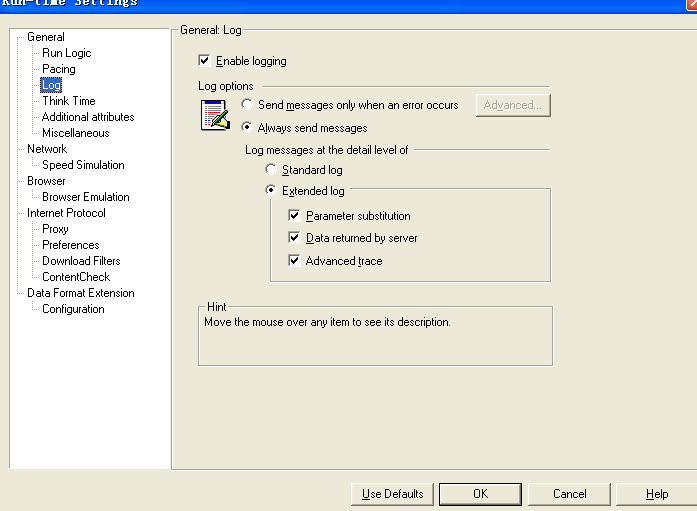 Run-time Settings
General
Run Logic
Pacing
Log
Think Time
Additional attributes
Miscellaneous
Network
Speed Simulation
Browser
Browser Emulation
Internet Protocol
Proxy
Preferences
Download Filters
ContentCheck
Data Format Extension
Configuration
General: Log
Enable logging
Log options
Send messages only when an error occurs
Advanced...
Always send messages
Log messages at the detail level of
Standard log
Extended log
Parameter substitution
Data returned by server
Advanced trace
Hint
Move the mouse over any item to see its description.
Use Defaults
OK
Cancel
Help